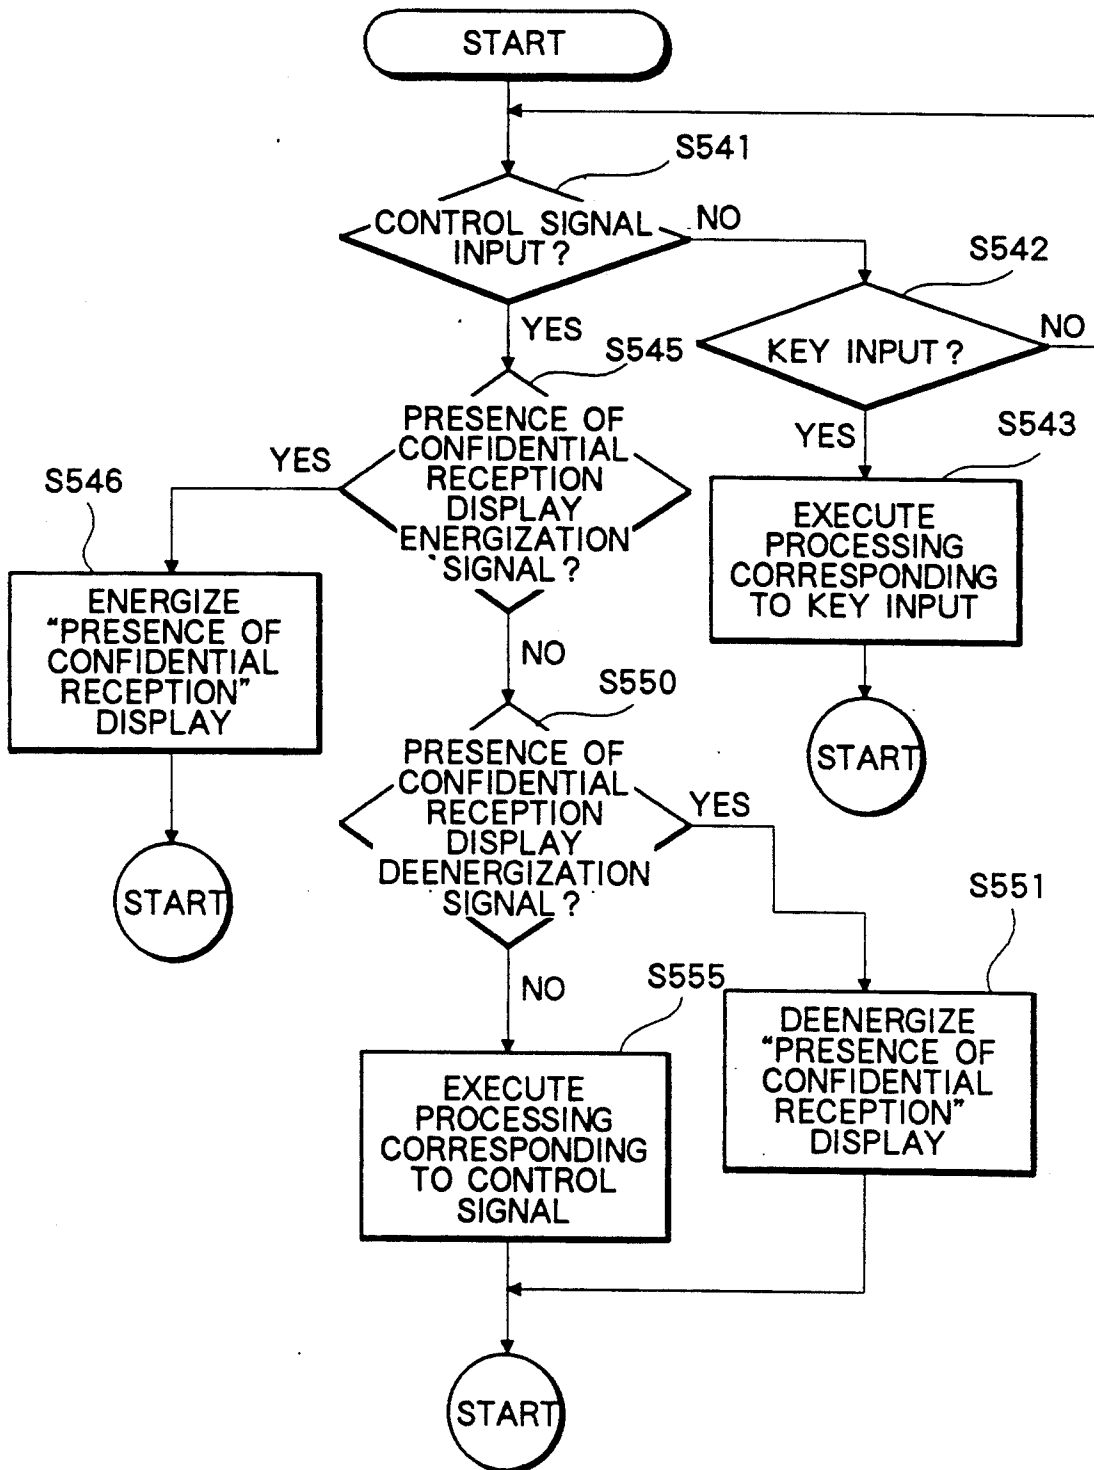 START
S541
CONTROL SIGNAL
INPUT?
NO
S542
KEY INPUT?
NO
YES
S545
PRESENCE OF
CONFIDENTIAL
RECEPTION
DISPLAY
ENERGIZATION
SIGNAL?
YES
S546
ENERGIZE
"PRESENCE OF
CONFIDENTIAL
RECEPTION"
DISPLAY
START
YES
S543
EXECUTE
PROCESSING
CORRESPONDING
TO KEY INPUT
START
NO
S550
PRESENCE OF
CONFIDENTIAL
RECEPTION
DISPLAY
DEENERGIZATION
SIGNAL?
YES
S551
DEENERGIZE
"PRESENCE OF
CONFIDENTIAL
RECEPTION"
DISPLAY
NO
S555
EXECUTE
PROCESSING
CORRESPONDING
TO CONTROL
SIGNAL
START